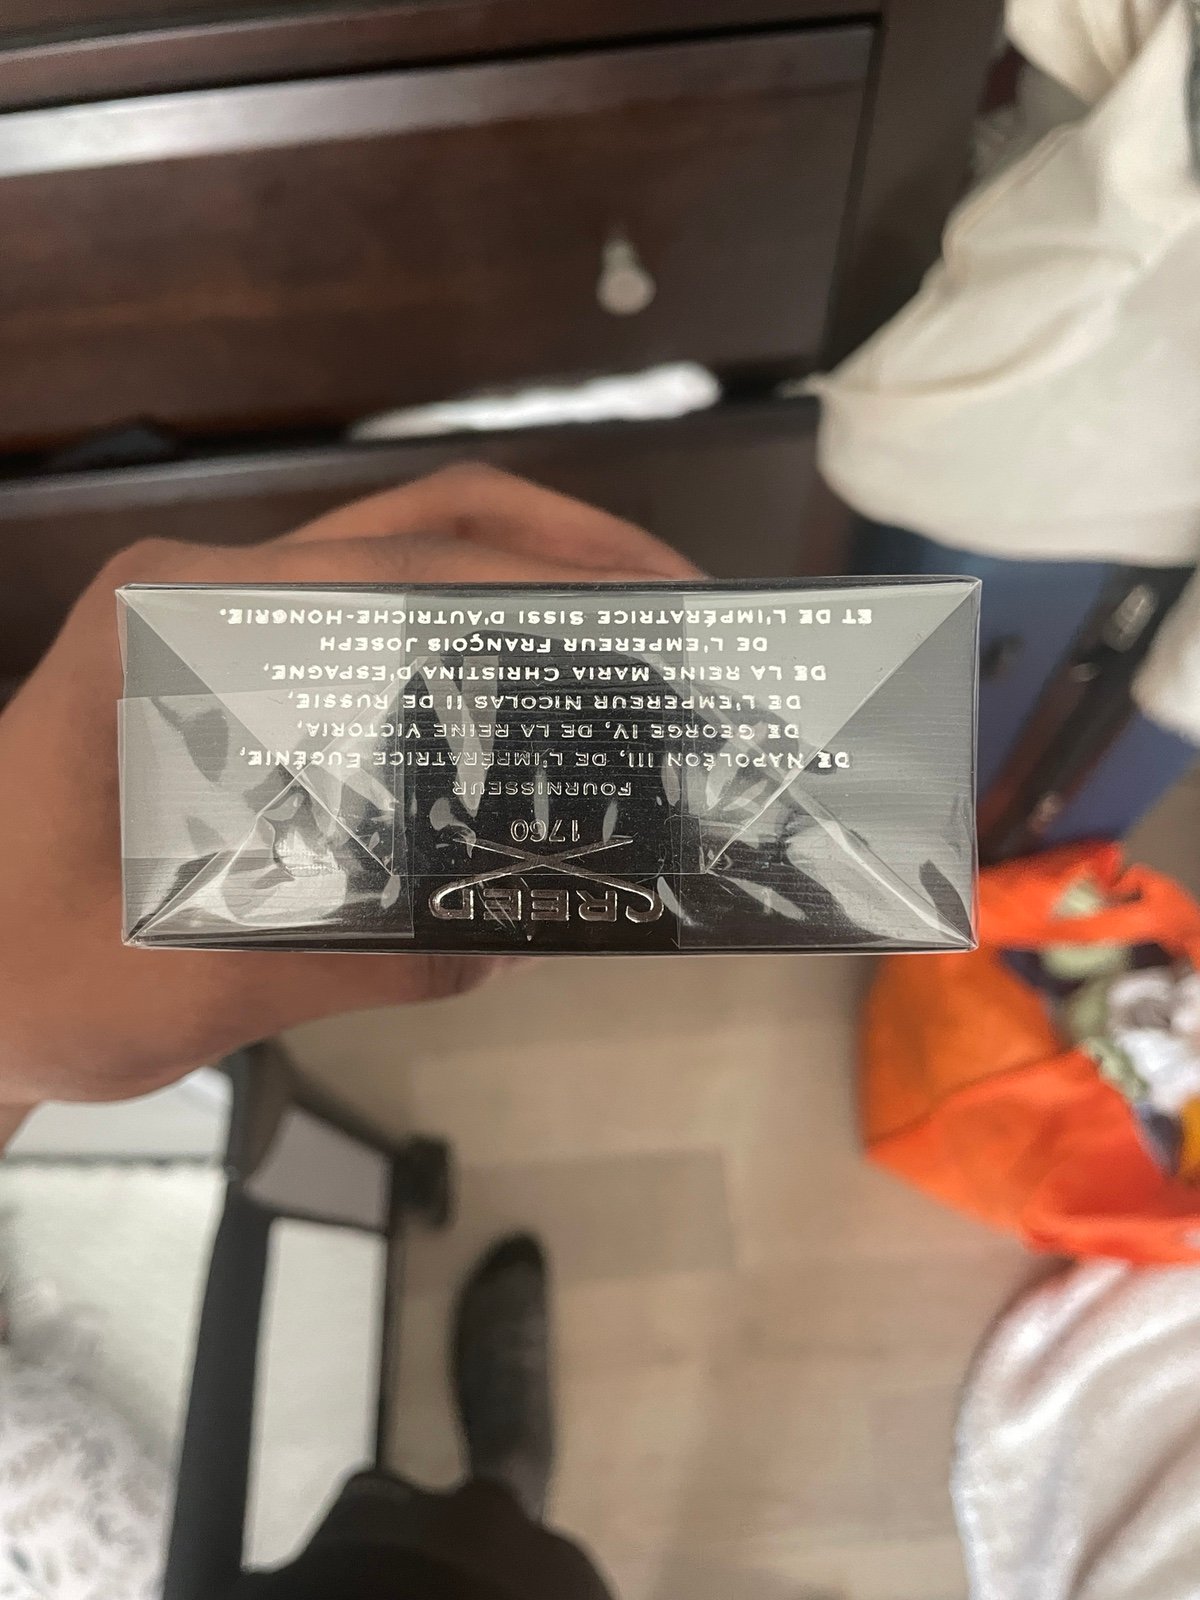 CREED
1760
FOURNISSEUR
DE NAPOLÉON III, DE L'IMPÉRATRICE EUGÉNIE,
DE GEORGE IV, DE LA REINE VICTORIA,
DE L'EMPEREUR NICOLAS II DE RUSSIE,
DE LA REINE MARIA CHRISTINA D'ESPAGNE,
DE L'EMPEREUR FRANÇOIS JOSEPH
ET DE L'IMPÉRATRICE SISSI D'AUTRICHE-HONGRIE.